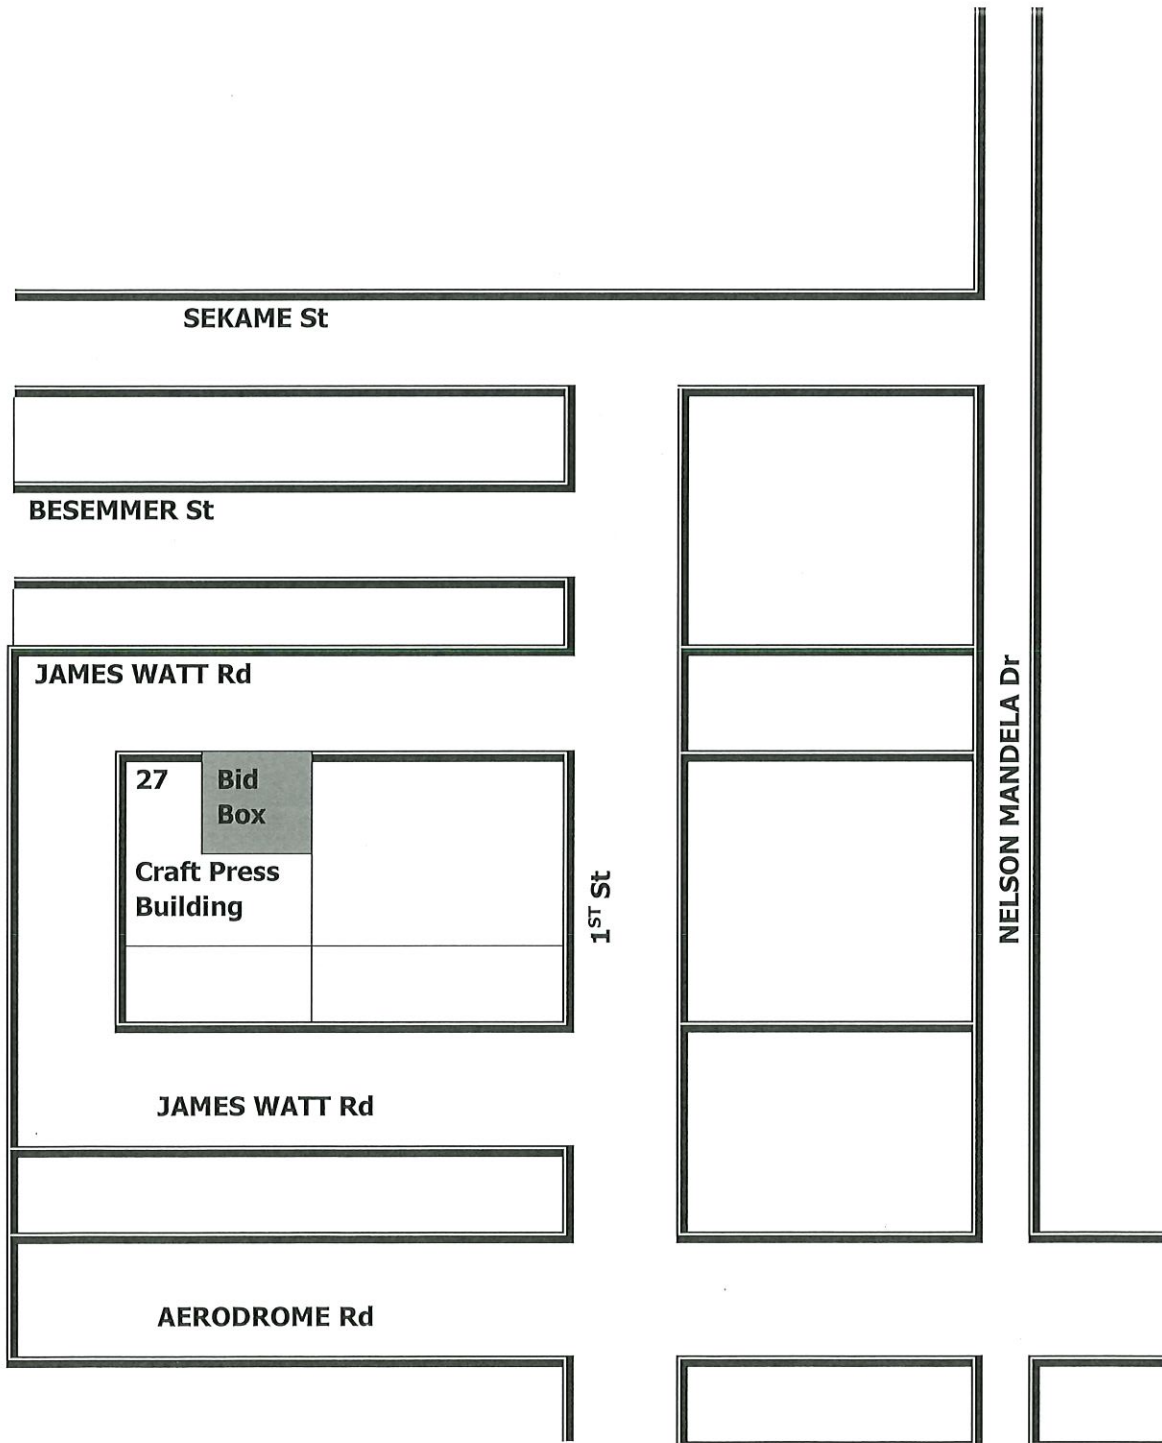 SEKAME St
BESEMMER St
JAMES WATT Rd
27
Bid
Box
Craft Press
Building
1ST St
NELSON MANDELA Dr
JAMES WATT Rd
AERODROME Rd